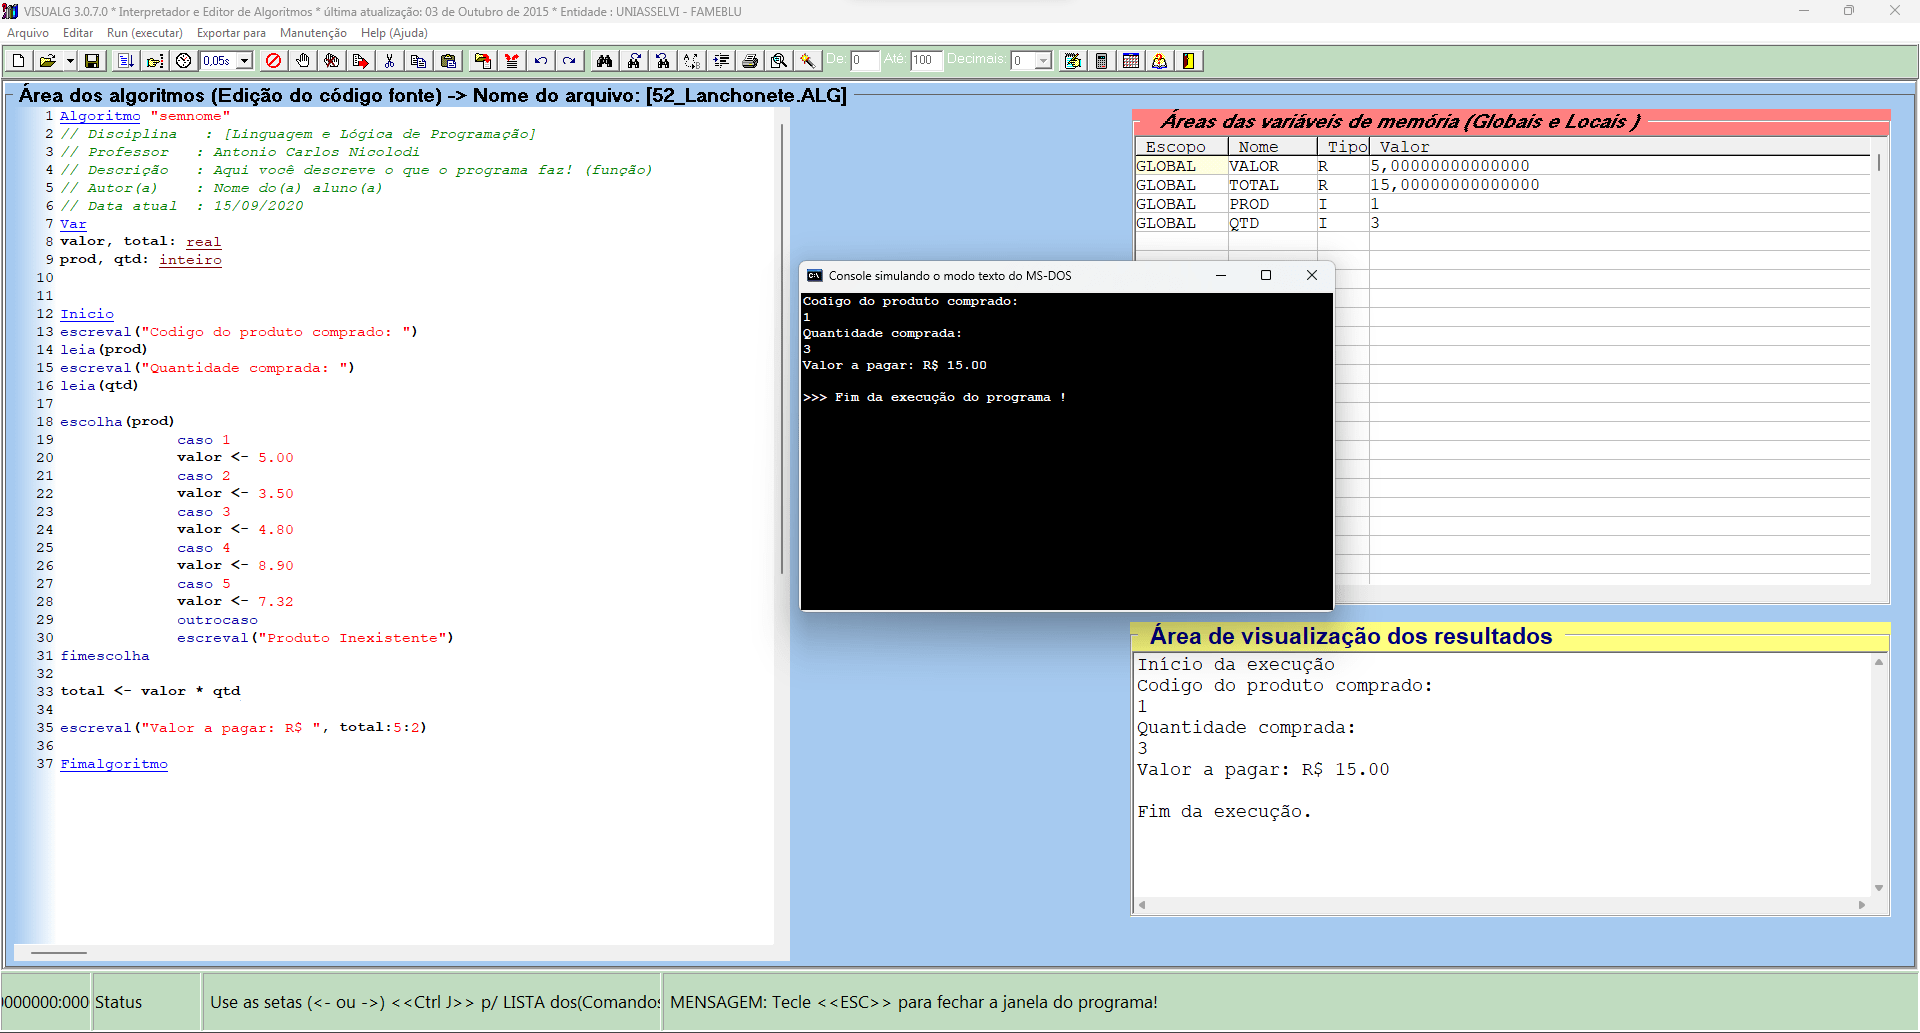 VISUALG 3.0.7.0 * Interpretador e Editor de Algoritmos * última atualização: 03 de Outubro de 2015 * Entidade : UNIASSELVI - FAMEBLU
Arquivo Editar Run (executar) Exportar para Manutenção Help (Ajuda)
0,05s De: 0 Até: 100 Decimais: 0
Área dos algoritmos (Edição do código fonte) -> Nome do arquivo: [52_Lanchonete.ALG]
1 Algoritmo "semnome"
2 // Disciplina : [Linguagem e Lógica de Programação]
3 // Professor : Antonio Carlos Nicolodi
4 // Descrição : Aqui você descreve o que o programa faz! (função)
5 // Autor(a) : Nome do(a) aluno(a)
6 // Data atual : 15/09/2020
7 Var
8 valor, total: real
9 prod, qtd: inteiro
10
11
12 Inicio
13 escreval("Codigo do produto comprado: ")
14 leia(prod)
15 escreval("Quantidade comprada: ")
16 leia(qtd)
17
18 escolha(prod)
19 caso 1
20 valor <- 5.00
21 caso 2
22 valor <- 3.50
23 caso 3
24 valor <- 4.80
25 caso 4
26 valor <- 8.90
27 caso 5
28 valor <- 7.32
29 outrocaso
30 escreval("Produto Inexistente")
31 fimescolha
32
33 total <- valor * qtd
34
35 escreval("Valor a pagar: R$ ", total:5:2)
36
37 Fimalgoritmo
Áreas das variáveis de memória (Globais e Locais )
Escopo Nome Tipo Valor
GLOBAL VALOR R 5,00000000000000
GLOBAL TOTAL R 15,00000000000000
GLOBAL PROD I 1
GLOBAL QTD I 3
Console simulando o modo texto do MS-DOS
Codigo do produto comprado:
1
Quantidade comprada:
3
Valor a pagar: R$ 15.00
>>> Fim da execução do programa !
Área de visualização dos resultados
Início da execução
Codigo do produto comprado:
1
Quantidade comprada:
3
Valor a pagar: R$ 15.00
Fim da execução.
0000000:000 Status Use as setas (<- ou ->) <<Ctrl J>> p/ LISTA dos(Comandos MENSAGEM: Tecle <<ESC>> para fechar a janela do programa!